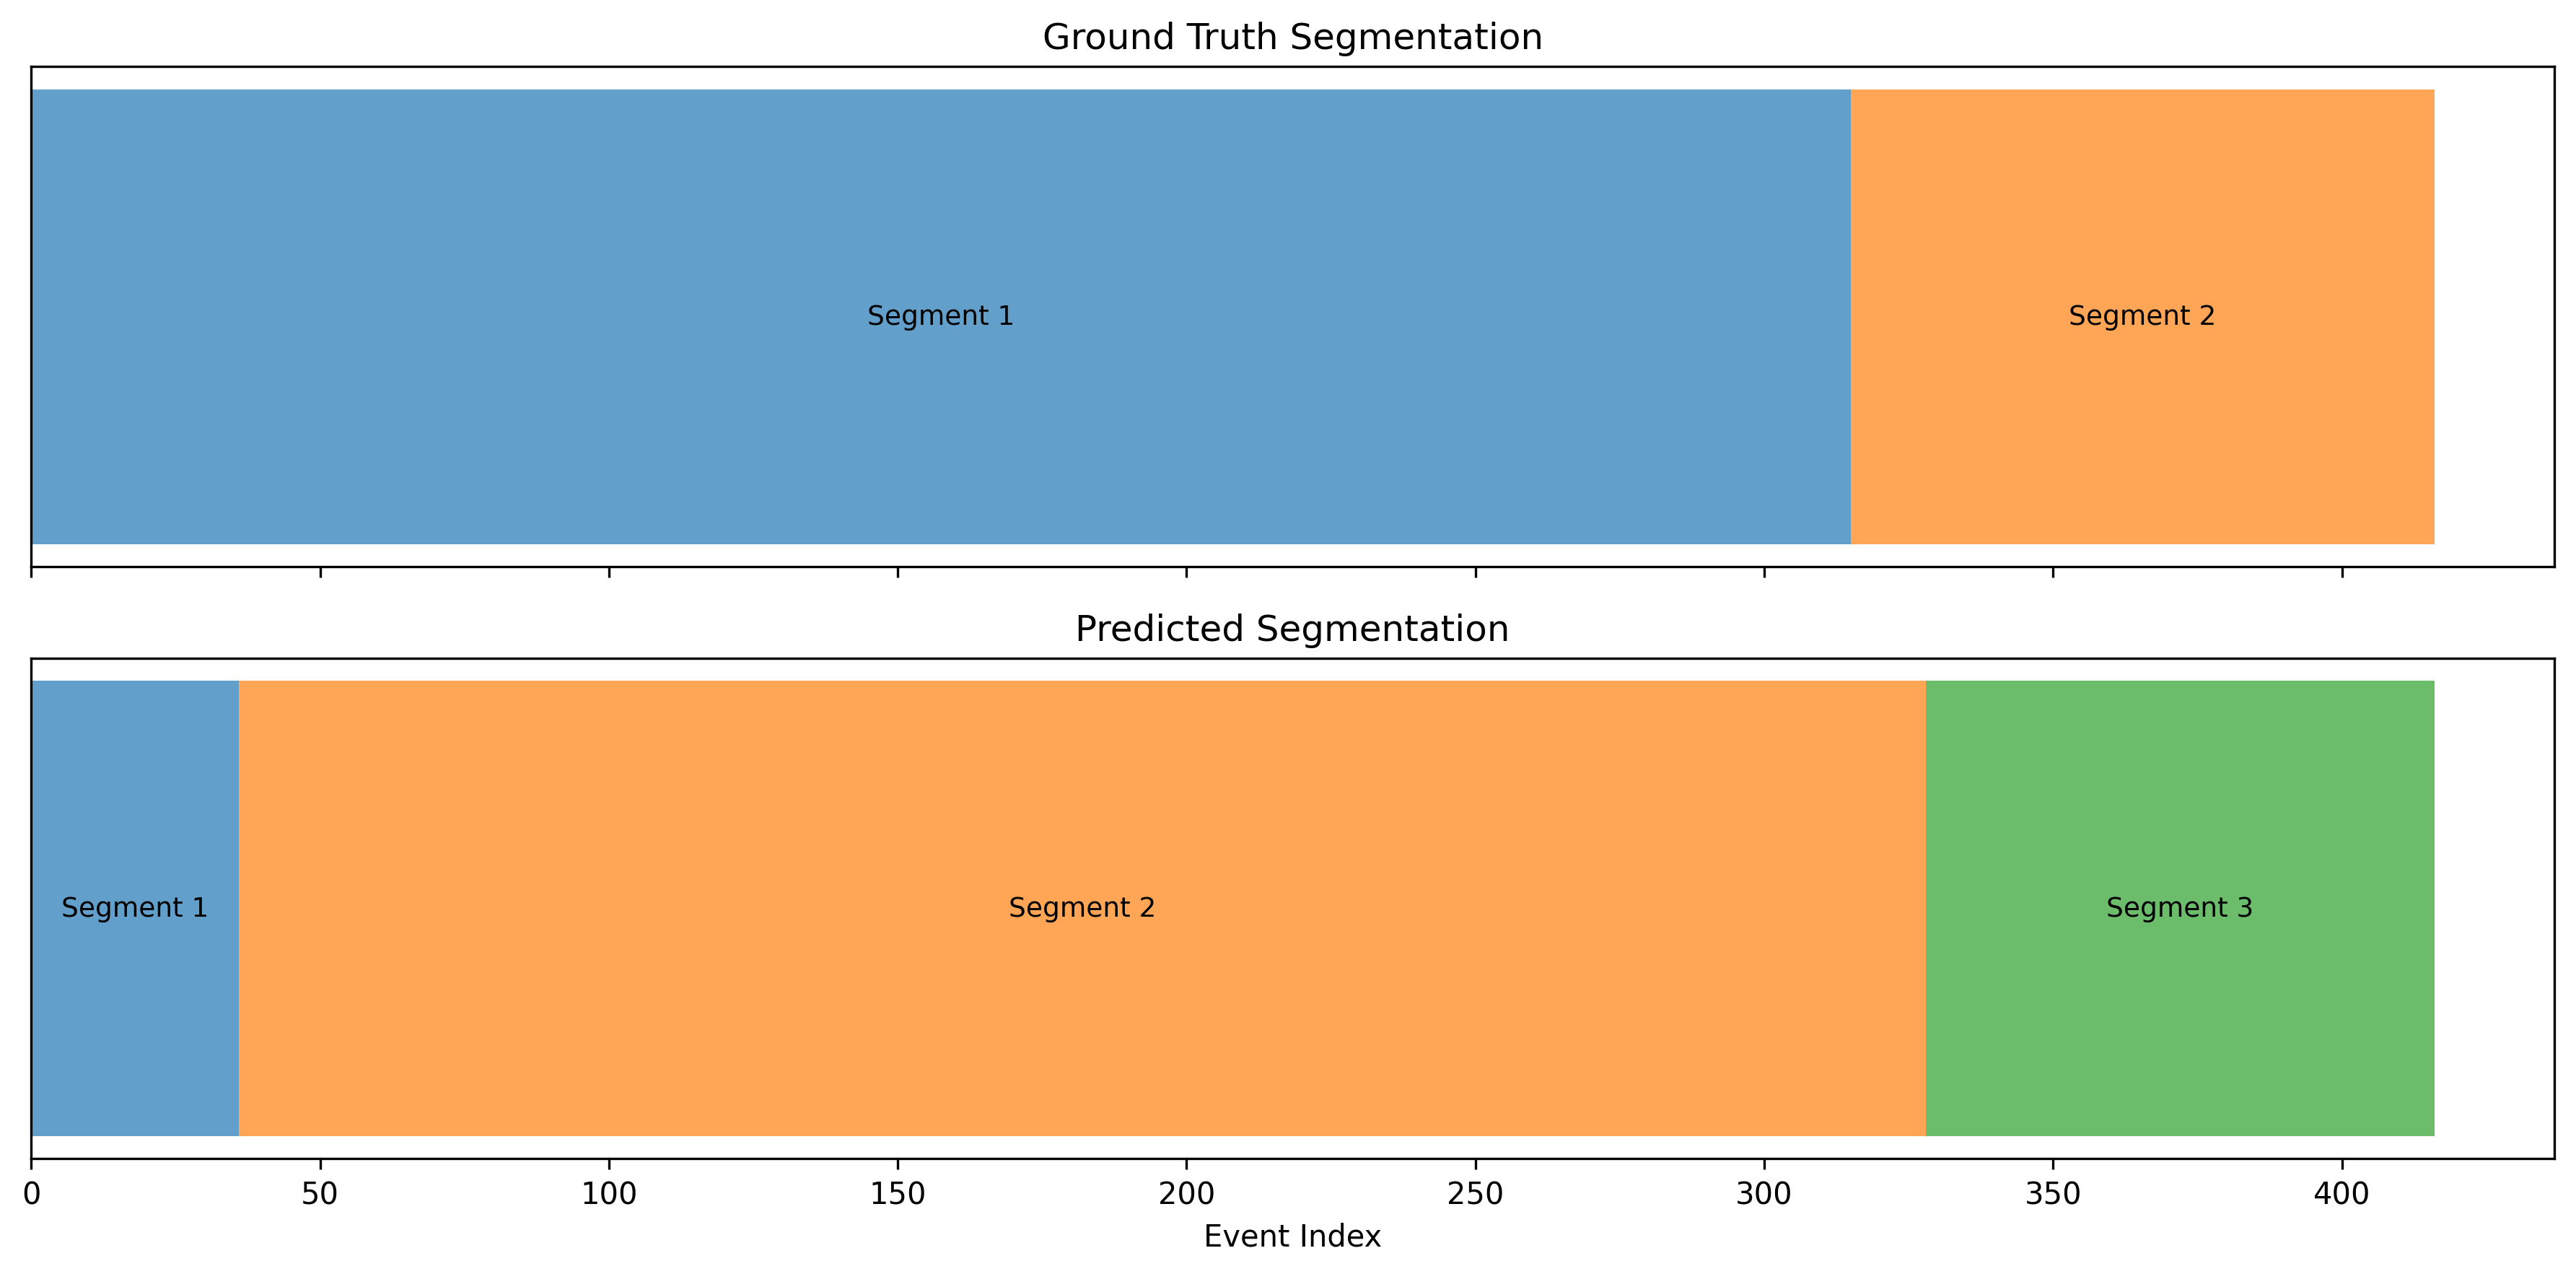 Ground Truth Segmentation
Segment 1
Segment 2
Predicted Segmentation
Segment 1
Segment 2
Segment 3
0 50 100 150 200 250 300 350 400
Event Index